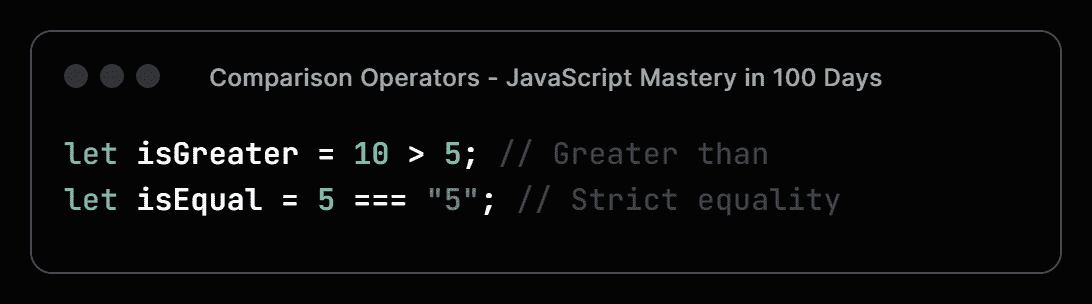 Comparison Operators - JavaScript Mastery in 100 Days
let isGreater = 10 > 5; // Greater than
let isEqual = 5 === "5"; // Strict equality